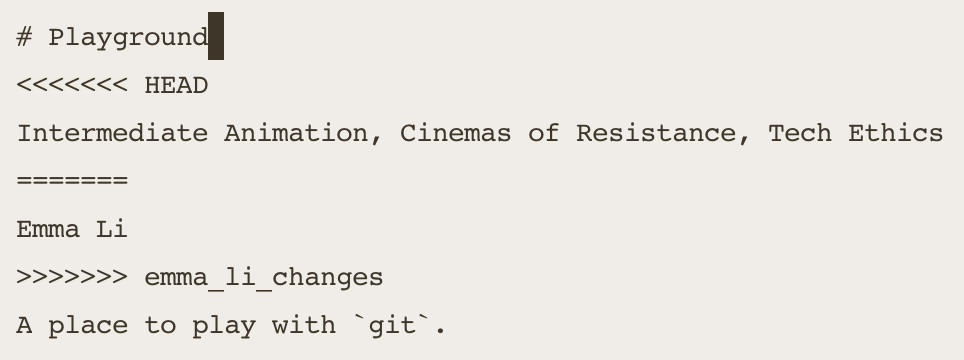 # Playground
<<<<<<< HEAD
Intermediate Animation, Cinemas of Resistance, Tech Ethics
=======
Emma Li
>>>>>>> emma_li_changes
A place to play with `git`.